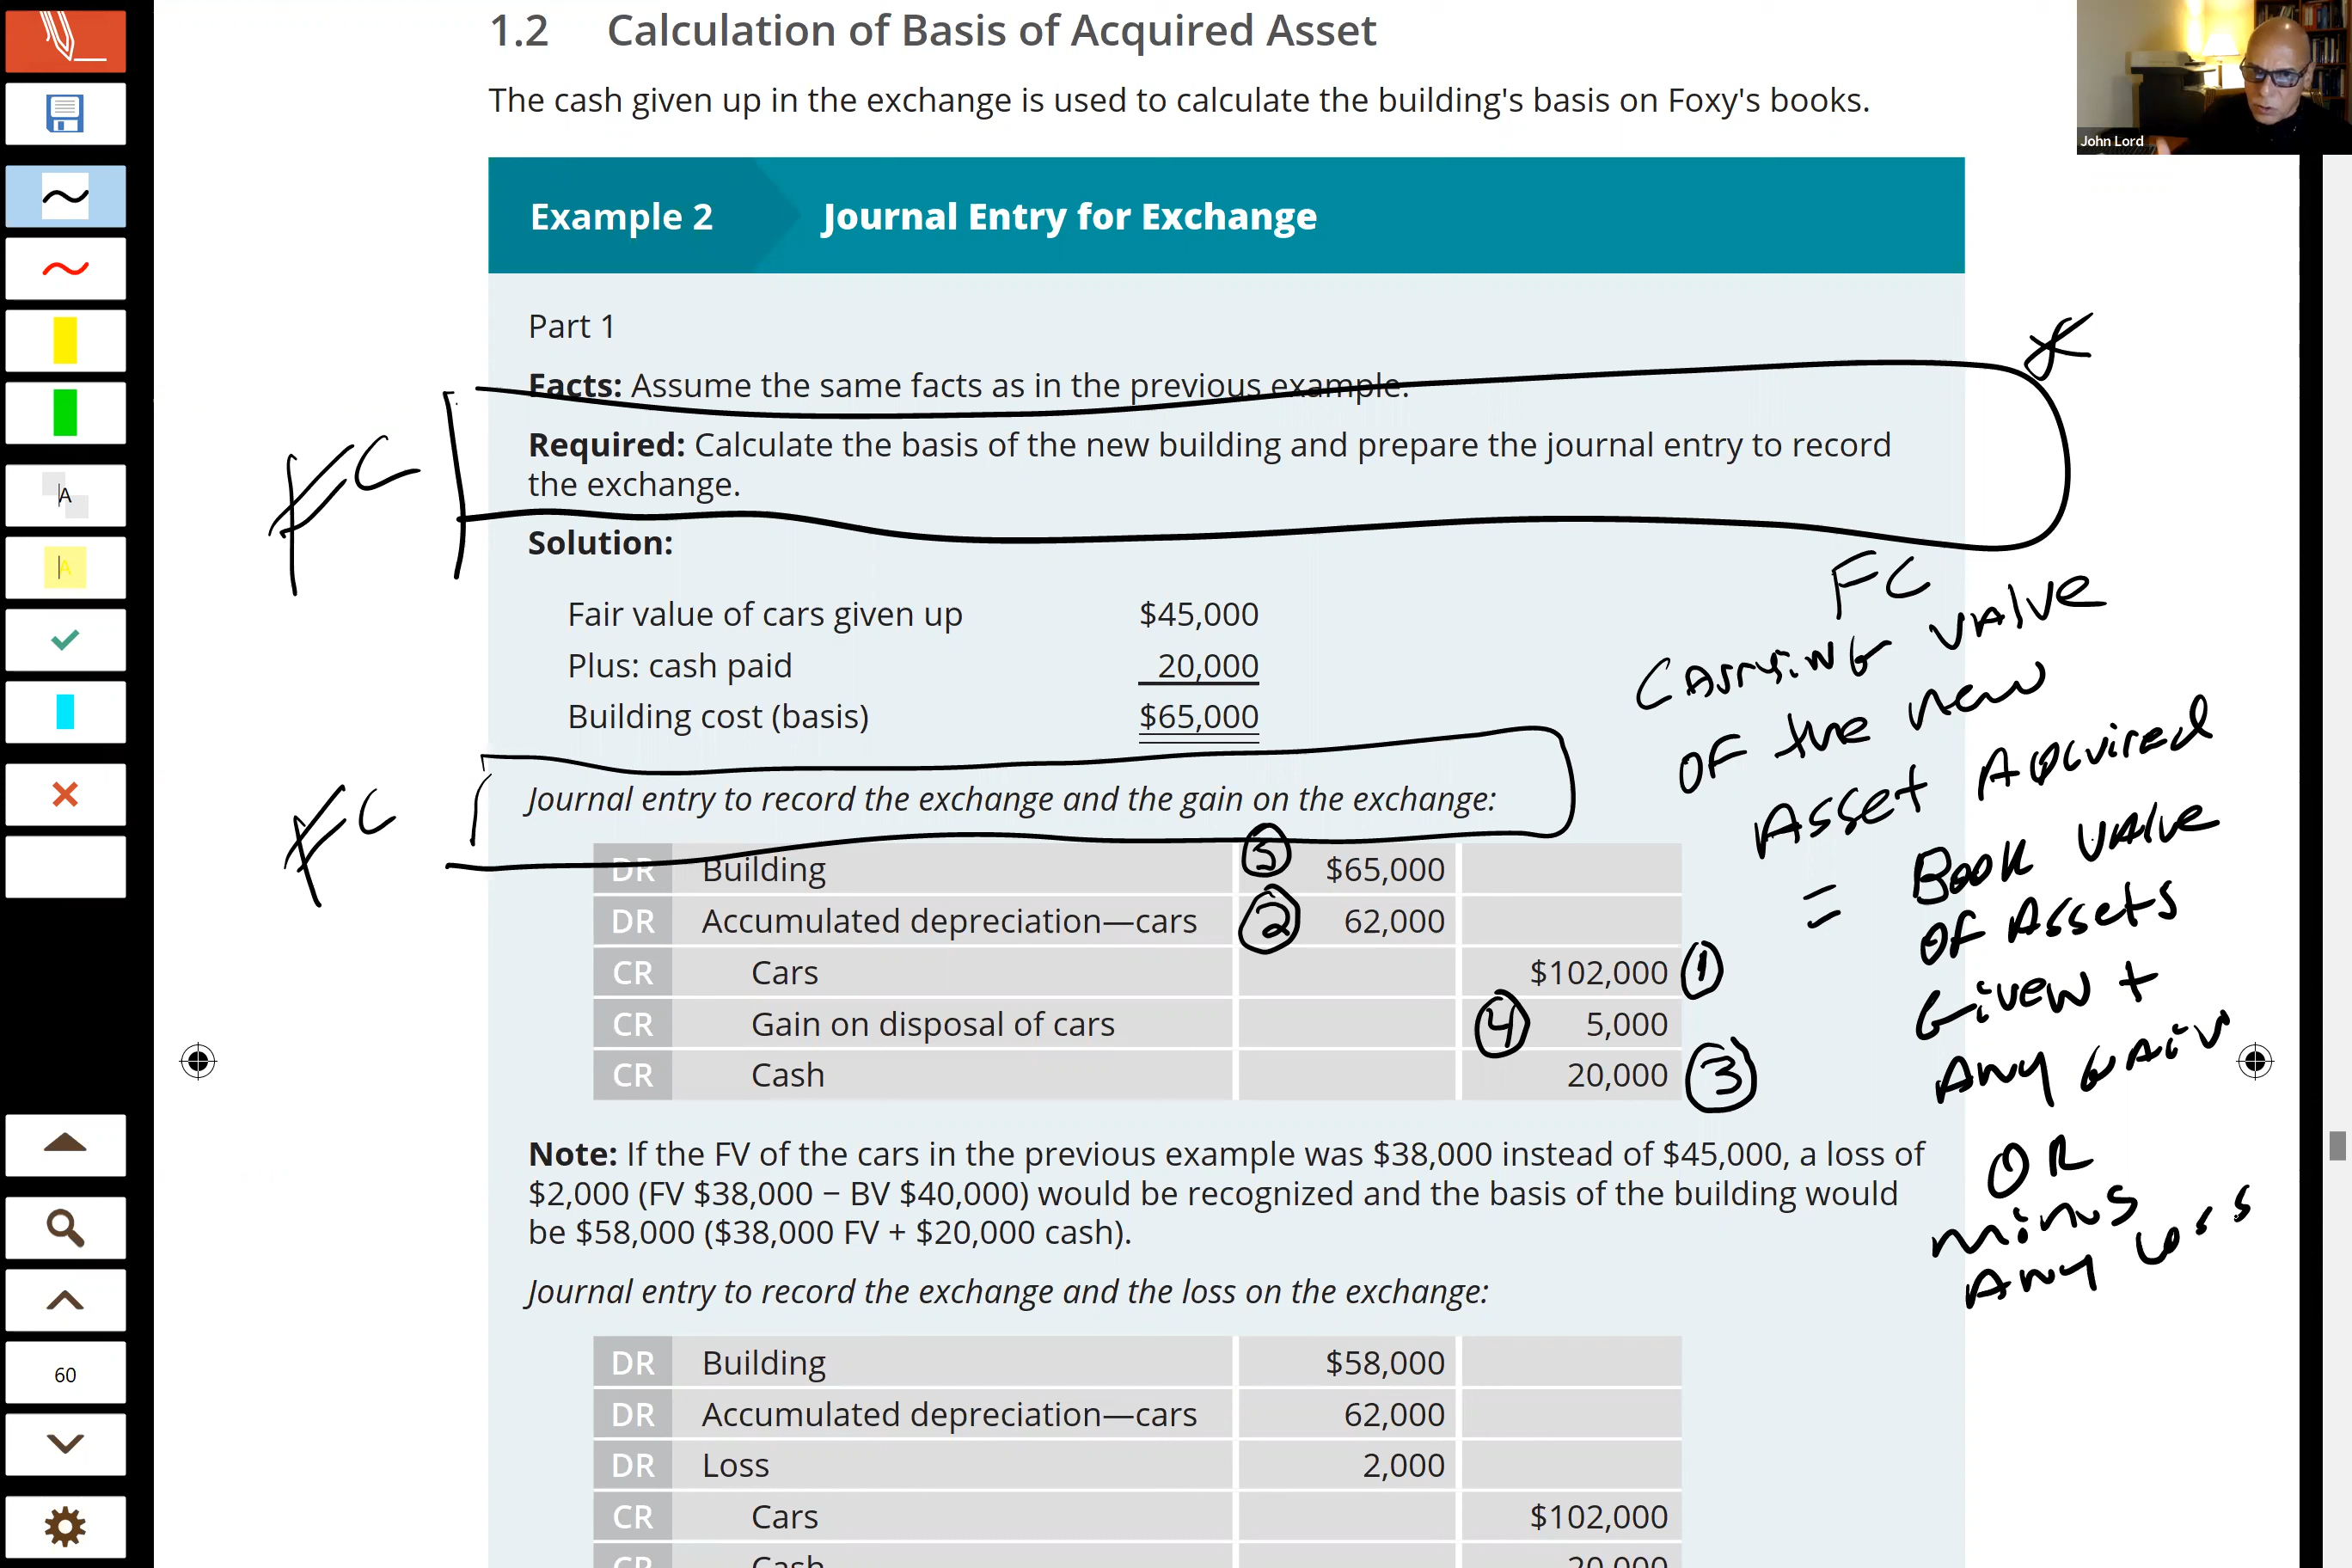 1.2 Calculation of Basis of Acquired Asset
The cash given up in the exchange is used to calculate the building's basis on Foxy's books.
John Lord
Example 2 Journal Entry for Exchange
Part 1
Facts: Assume the same facts as in the previous example.
FC
Required: Calculate the basis of the new building and prepare the journal entry to record
the exchange.
Solution:
Fair value of cars given up $45,000
Plus: cash paid 20,000
Building cost (basis) $65,000
FC
Journal entry to record the exchange and the gain on the exchange:
DR Building 5 $65,000
DR Accumulated depreciation—cars 2 62,000
CR Cars $102,000 1
CR Gain on disposal of cars 4 5,000
CR Cash 20,000 3
FC
Carrying value
of the new
Asset Acquired
= Book value
of Assets
Given +
Any gain
OR
minus
Any loss
Note: If the FV of the cars in the previous example was $38,000 instead of $45,000, a loss of
$2,000 (FV $38,000 − BV $40,000) would be recognized and the basis of the building would
be $58,000 ($38,000 FV + $20,000 cash).
Journal entry to record the exchange and the loss on the exchange:
DR Building $58,000
DR Accumulated depreciation—cars 62,000
DR Loss 2,000
CR Cars $102,000
CR Cash 20,000
A
A
60